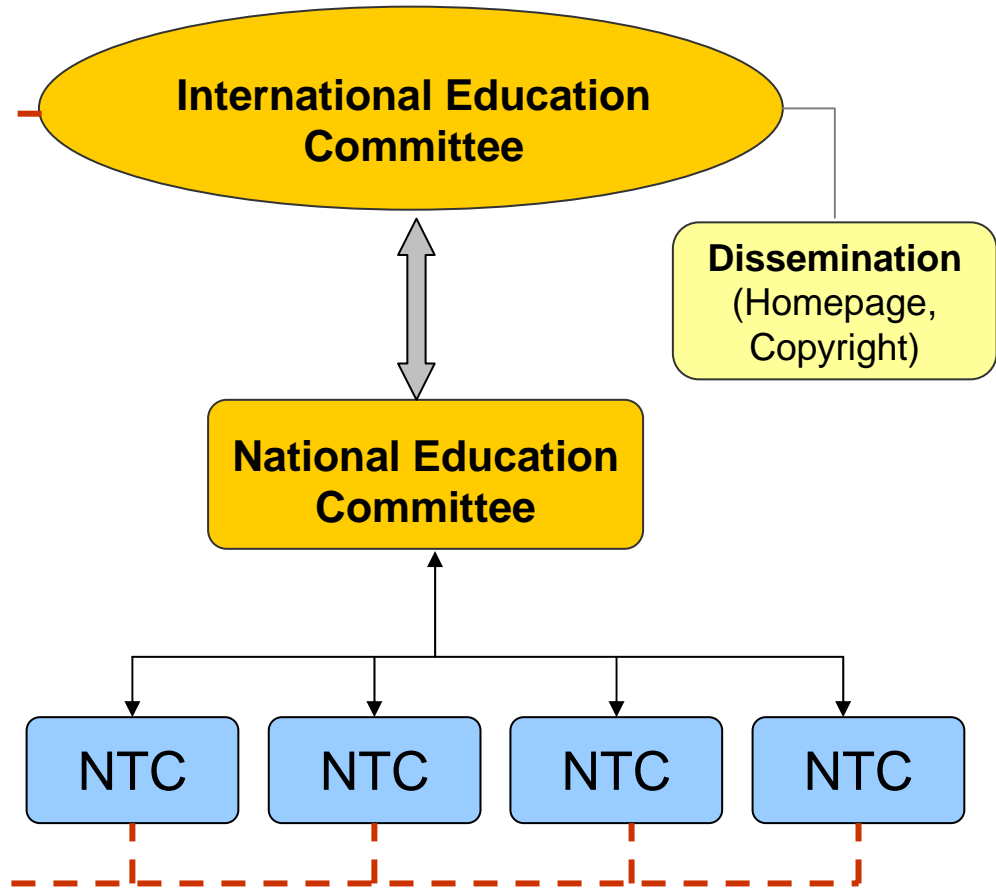 International Education
Committee
Dissemination
(Homepage,
Copyright)
National Education
Committee
NTC
NTC
NTC
NTC